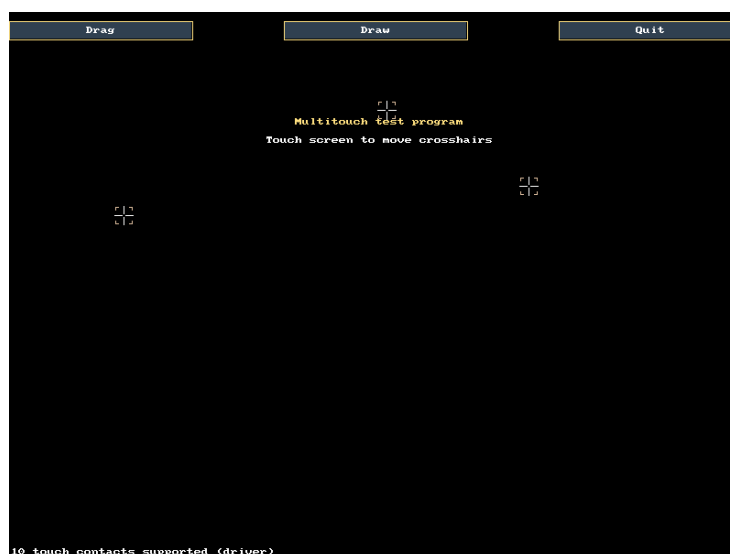 Drag Draw Quit
Multitouch test program
Touch screen to move crosshairs
10 touch contacts supported (driver)